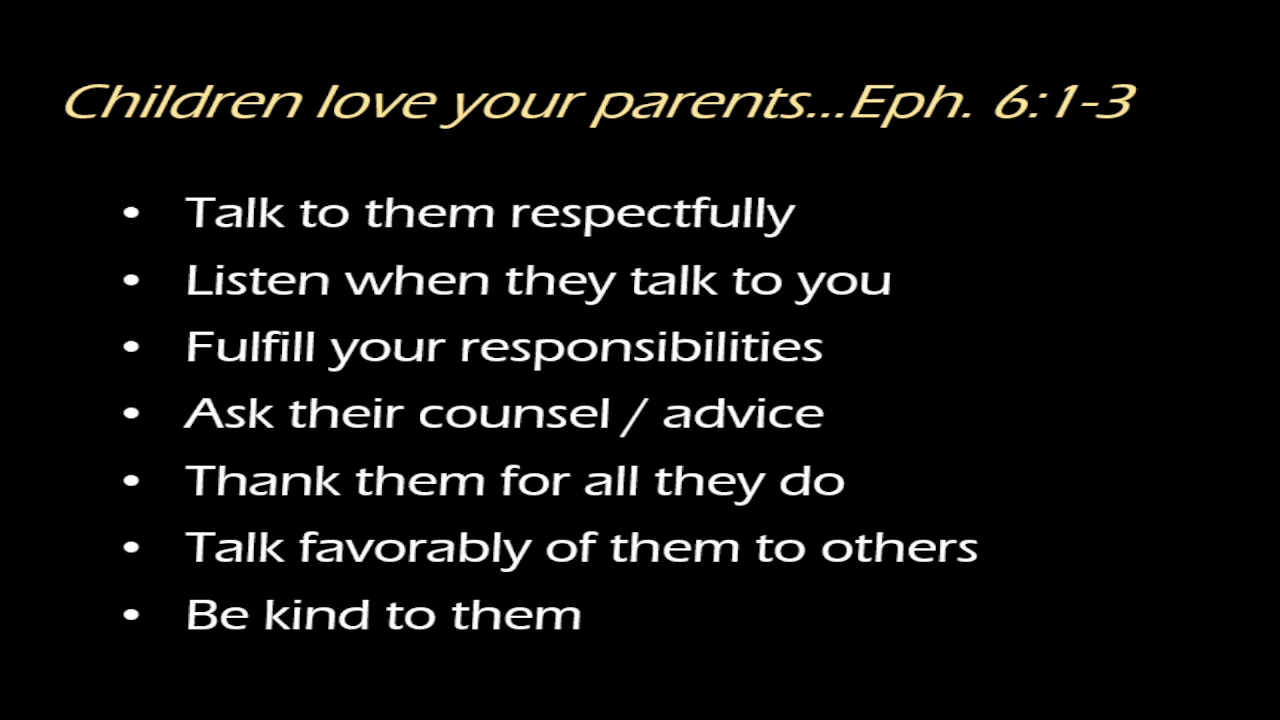 Children love your parents...Eph. 6:1-3
• Talk to them respectfully
• Listen when they talk to you
• Fulfill your responsibilities
• Ask their counsel / advice
• Thank them for all they do
• Talk favorably of them to others
• Be kind to them